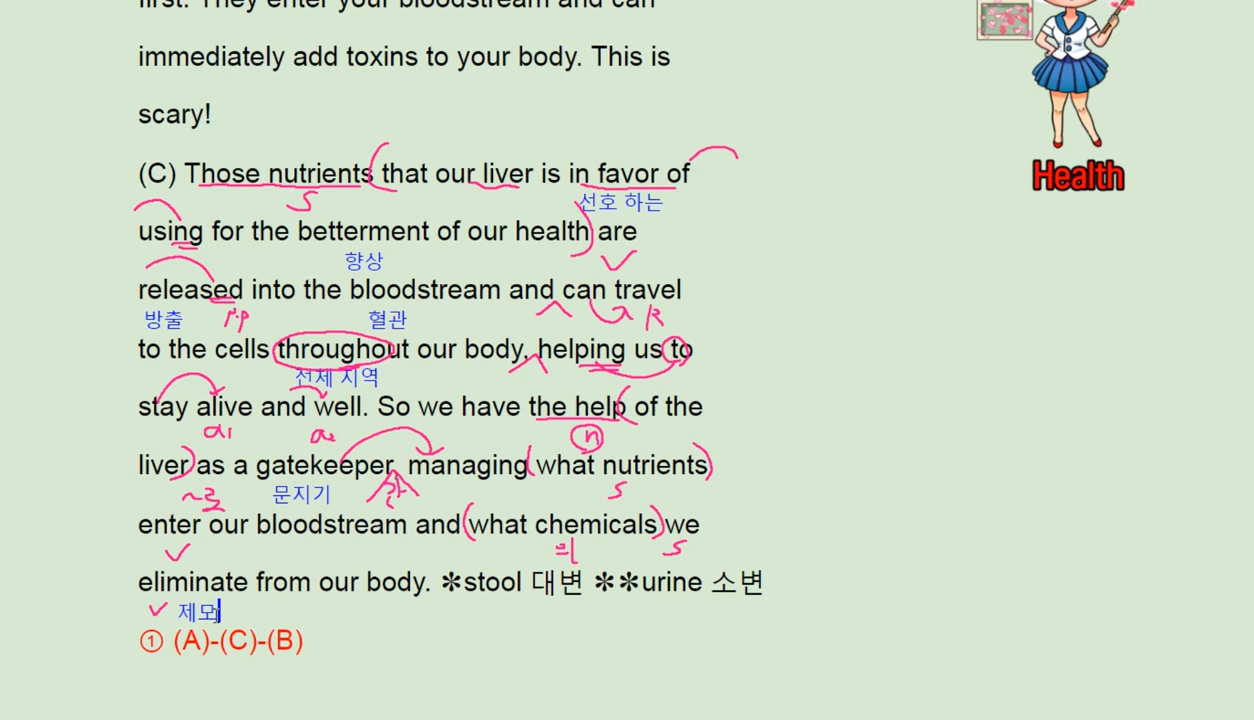 first. They enter your bloodstream and can
immediately add toxins to your body. This is
scary!
(C) Those nutrients that our liver is in favor of
S
선호 하는
Health
using for the betterment of our health are
향상
released into the bloodstream and can travel
방출 p.p 혈관 R
to the cells throughout our body, helping us to
전체 지역
stay alive and well. So we have the help of the
a1 a2 n
liver as a gatekeeper, managing what nutrients
~로 문지기 S
enter our bloodstream and what chemicals we
의 S
eliminate from our body. ✻stool 대변 ✻✻urine 소변
제모
① (A)-(C)-(B)